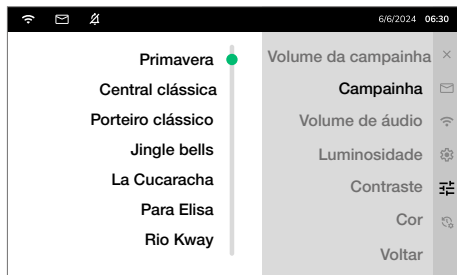 6/6/2024 06:30
Primavera
Central clássica
Porteiro clássico
Jingle bells
La Cucaracha
Para Elisa
Rio Kway
Volume da campainha
Campainha
Volume de áudio
Luminosidade
Contraste
Cor
Voltar